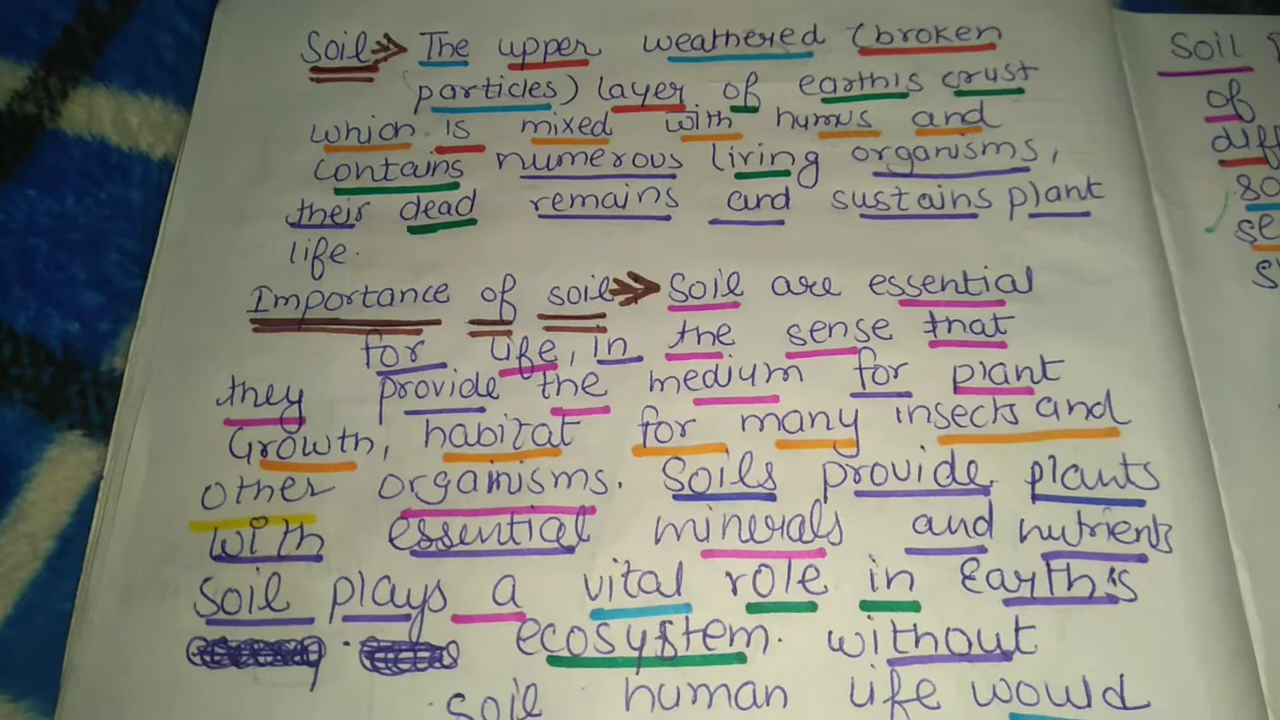 Soil → The upper weathered (broken
particles) layer of earth's crust
which is mixed with humus and
contains numerous living organisms,
their dead remains and sustains plant
life.
Importance of soil → Soil are essential
for life, in the sense that
they provide the medium for plant
Growth, habitat for many insects and
other organisms. Soils provide plants
with essential minerals and nutrients
Soil plays a vital role in Earth's
ecosystem. without
soil human life would
Soil
of